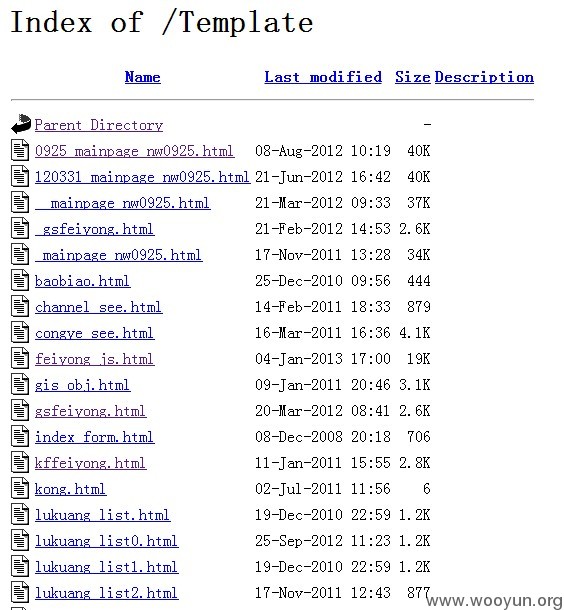 Index of /Template
Name Last modified Size Description
Parent Directory -
0925_mainpage_nw0925.html 08-Aug-2012 10:19 40K
120331_mainpage_nw0925.html 21-Jun-2012 16:42 40K
__mainpage_nw0925.html 21-Mar-2012 09:33 37K
_gsfeiyong.html 21-Feb-2012 14:53 2.6K
_mainpage_nw0925.html 17-Nov-2011 13:28 34K
baobiao.html 25-Dec-2010 09:56 444
channel_see.html 14-Feb-2011 18:33 879
congye_see.html 16-Mar-2011 16:36 4.1K
feiyong_js.html 04-Jan-2013 17:00 19K
gis_obj.html 09-Jan-2011 20:46 3.1K
gsfeiyong.html 20-Mar-2012 08:41 2.6K
index_form.html 08-Dec-2008 20:18 706
kffeiyong.html 11-Jan-2011 15:55 2.8K
kong.html 02-Jul-2011 11:56 6
lukuang_list.html 19-Dec-2010 22:59 1.2K
lukuang_list0.html 25-Sep-2012 11:23 1.2K
lukuang_list1.html 19-Dec-2010 22:59 1.2K
lukuang_list2.html 17-Nov-2011 12:43 877
www.wooyun.org